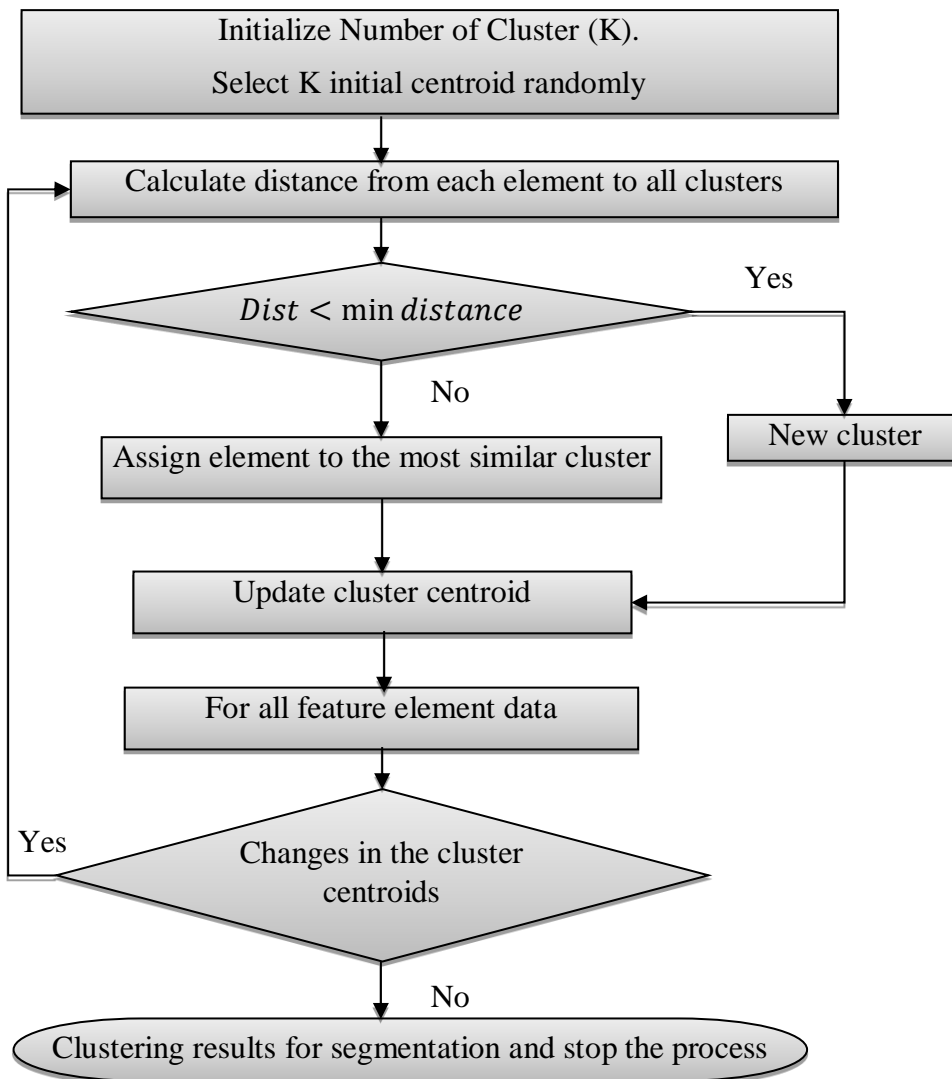 Initialize Number of Cluster (K).
Select K initial centroid randomly
Calculate distance from each element to all clusters
Yes
Dist < min distance
No
New cluster
Assign element to the most similar cluster
Update cluster centroid
For all feature element data
Yes
Changes in the cluster
centroids
No
Clustering results for segmentation and stop the process